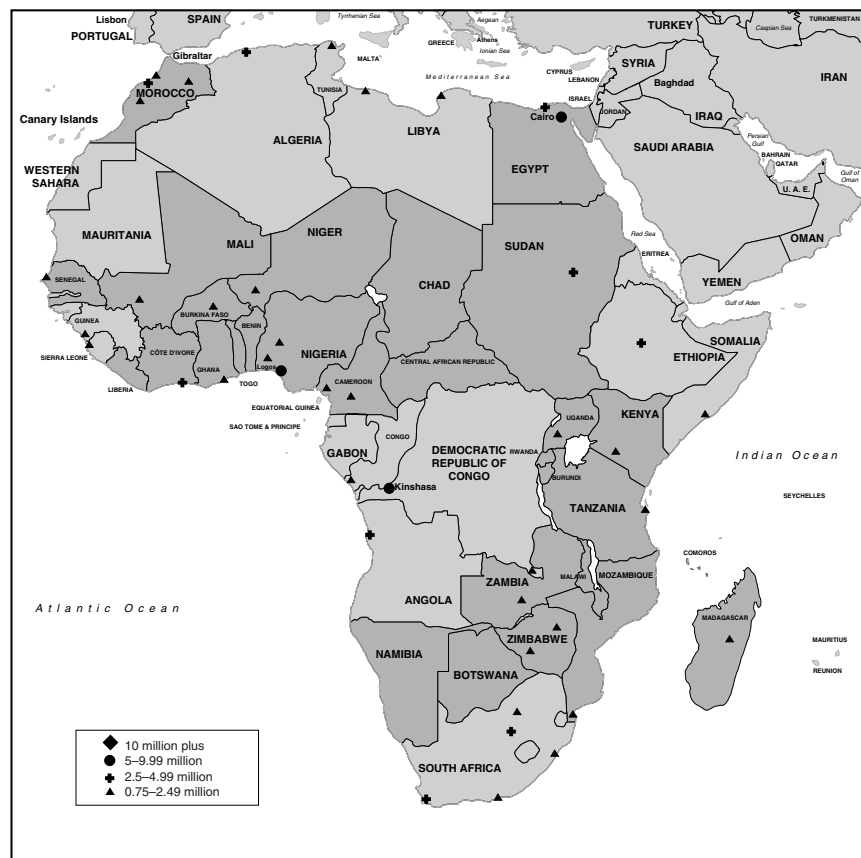 Lisbon
SPAIN
PORTUGAL
Tyrrhenian Sea
Aegean
Sea
GREECE
Athens
Ionian Sea
TURKEY
Caspian Sea
TURKMENISTAN
Gibraltar
MALTA
Mediterranean Sea
CYPRUS
LEBANON
SYRIA
Baghdad
IRAN
TUNISIA
ISRAEL
JORDAN
IRAQ
MOROCCO
Canary Islands
Cairo
Persian
Gulf
ALGERIA
LIBYA
EGYPT
SAUDI ARABIA
BAHRAIN
QATAR
Gulf of
Oman
U. A. E.
WESTERN
SAHARA
MAURITANIA
MALI
NIGER
CHAD
SUDAN
Red Sea
ERITREA
OMAN
YEMEN
Gulf of Aden
SENEGAL
GUINEA
BURKINA FASO
BENIN
SIERRA LEONE
CÔTE D'IVORE
GHANA
Logos
NIGERIA
CENTRAL AFRICAN REPUBLIC
ETHIOPIA
SOMALIA
LIBERIA
TOGO
CAMEROON
EQUATORIAL GUINEA
SAO TOME & PRINCIPE
CONGO
GABON
DEMOCRATIC
REPUBLIC OF
CONGO
UGANDA
KENYA
RWANDA
BURUNDI
Indian Ocean
Kinshasa
TANZANIA
SEYCHELLES
COMOROS
ZAMBIA
MALAWI
MOZAMBIQUE
ANGOLA
Atlantic Ocean
MADAGASCAR
ZIMBABWE
NAMIBIA
BOTSWANA
MAURITIUS
REUNION
SOUTH AFRICA
10 million plus
5–9.99 million
2.5–4.99 million
0.75–2.49 million